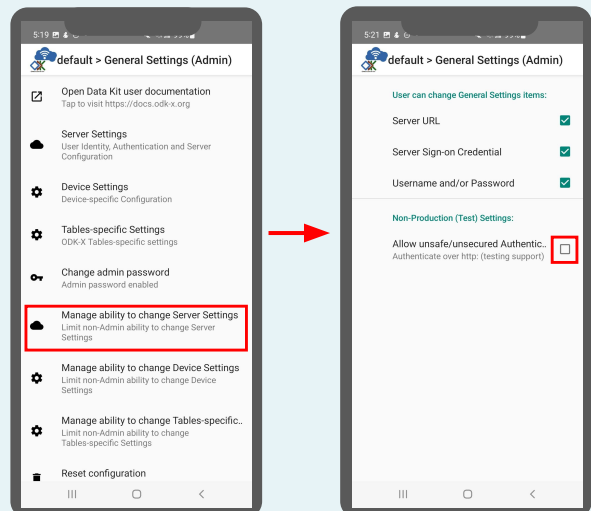 5:19
default > General Settings (Admin)
Open Data Kit user documentation
Tap to visit https://docs.odk-x.org
Server Settings
User Identity, Authentication and Server
Configuration
Device Settings
Device-specific Configuration
Tables-specific Settings
ODK-X Tables-specific settings
Change admin password
Admin password enabled
Manage ability to change Server Settings
Limit non-Admin ability to change Server
Settings
Manage ability to change Device Settings
Limit non-Admin ability to change Device
Settings
Manage ability to change Tables-specific..
Limit non-Admin ability to change
Tables-specific Settings
Reset configuration
5:21
default > General Settings (Admin)
User can change General Settings items:
Server URL
Server Sign-on Credential
Username and/or Password
Non-Production (Test) Settings:
Allow unsafe/unsecured Authentic..
Authenticate over http: (testing support)